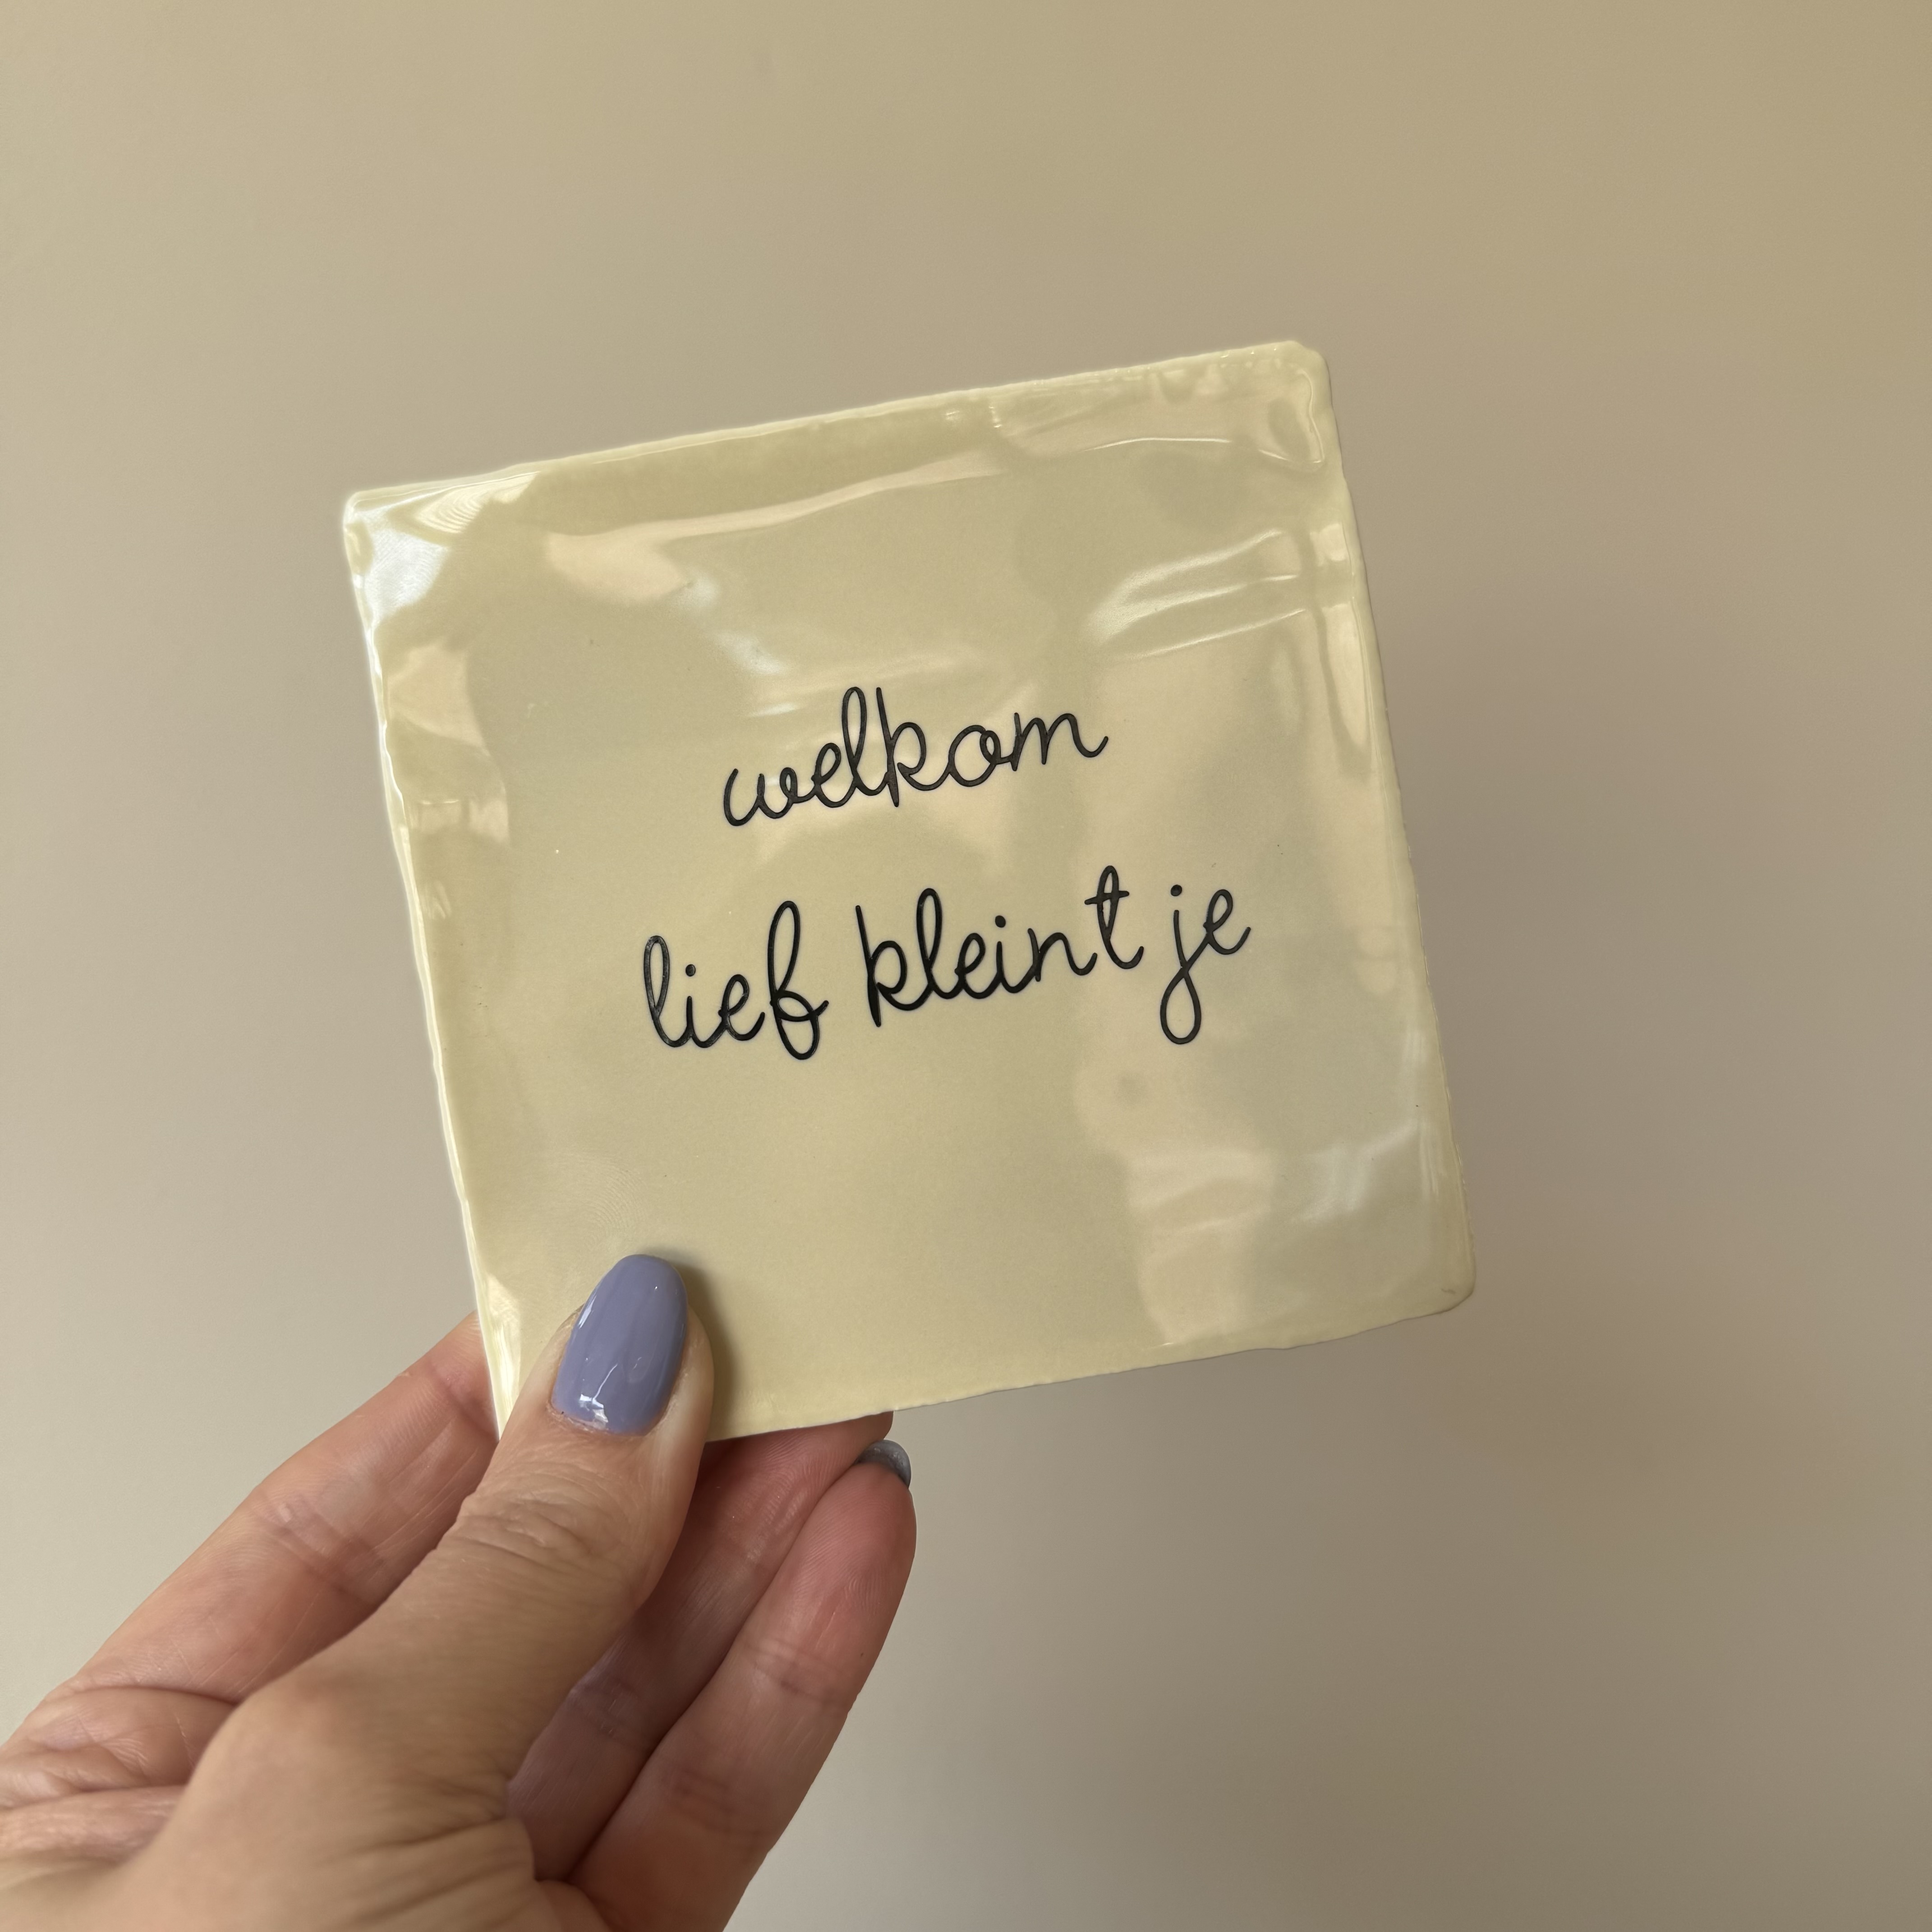 welkom
lief kleintje